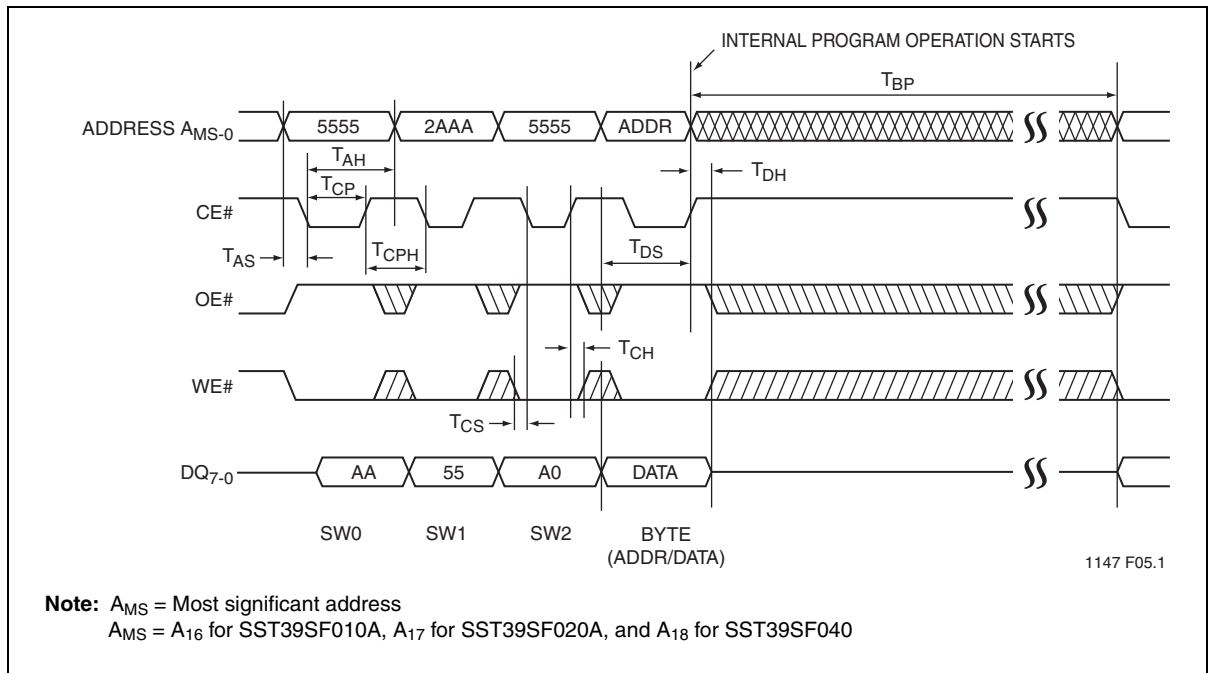 INTERNAL PROGRAM OPERATION STARTS
TBP
ADDRESS AMS-0
5555
2AAA
5555
ADDR
TAH
TDH
TCP
CE#
TAS
TCPH
TDS
OE#
TCH
WE#
TCS
DQ7-0
AA
55
A0
DATA
SW0
SW1
SW2
BYTE
(ADDR/DATA)
1147 F05.1
Note: AMS = Most significant address
AMS = A16 for SST39SF010A, A17 for SST39SF020A, and A18 for SST39SF040